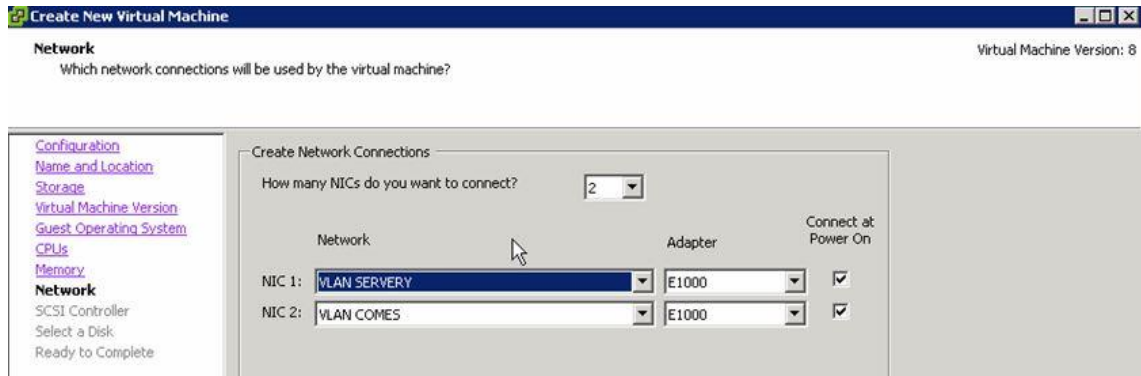 Create New Virtual Machine
Network
Virtual Machine Version: 8
Which network connections will be used by the virtual machine?
Configuration
Name and Location
Storage
Virtual Machine Version
Guest Operating System
CPUs
Memory
Network
SCSI Controller
Select a Disk
Ready to Complete
Create Network Connections
How many NICs do you want to connect?
2
Network
Adapter
Connect at
Power On
NIC 1: VLAN SERVERY E1000
NIC 2: VLAN COMES E1000